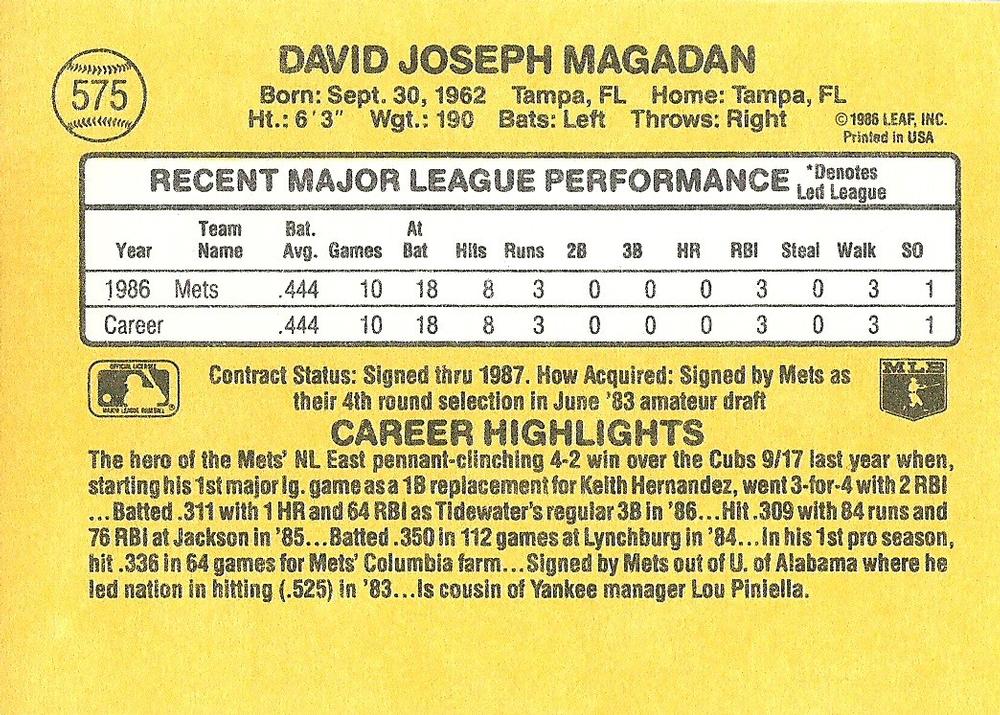 575
DAVID JOSEPH MAGADAN
Born: Sept. 30, 1962 Tampa, FL Home: Tampa, FL
Ht.: 6'3" Wgt.: 190 Bats: Left Throws: Right
©1986 LEAF, INC.
Printed in USA
RECENT MAJOR LEAGUE PERFORMANCE
*Denotes
Led League
Year Team Name Bat. Avg. Games At Bat Hits Runs 2B 3B HR RBI Steal Walk SO
1986 Mets .444 10 18 8 3 0 0 0 3 0 3 1
Career .444 10 18 8 3 0 0 0 3 0 3 1
OFFICIAL LICENSEE
MAJOR LEAGUE BASEBALL
®
Contract Status: Signed thru 1987. How Acquired: Signed by Mets as
their 4th round selection in June '83 amateur draft
MLB
CAREER HIGHLIGHTS
The hero of the Mets' NL East pennant-clinching 4-2 win over the Cubs 9/17 last year when,
starting his 1st major lg. game as a 1B replacement for Keith Hernandez, went 3-for-4 with 2 RBI
...Batted .311 with 1 HR and 64 RBI as Tidewater's regular 3B in '86...Hit .309 with 84 runs and
76 RBI at Jackson in '85...Batted .350 in 112 games at Lynchburg in '84...In his 1st pro season,
hit .336 in 64 games for Mets' Columbia farm...Signed by Mets out of U. of Alabama where he
led nation in hitting (.525) in '83...Is cousin of Yankee manager Lou Piniella.